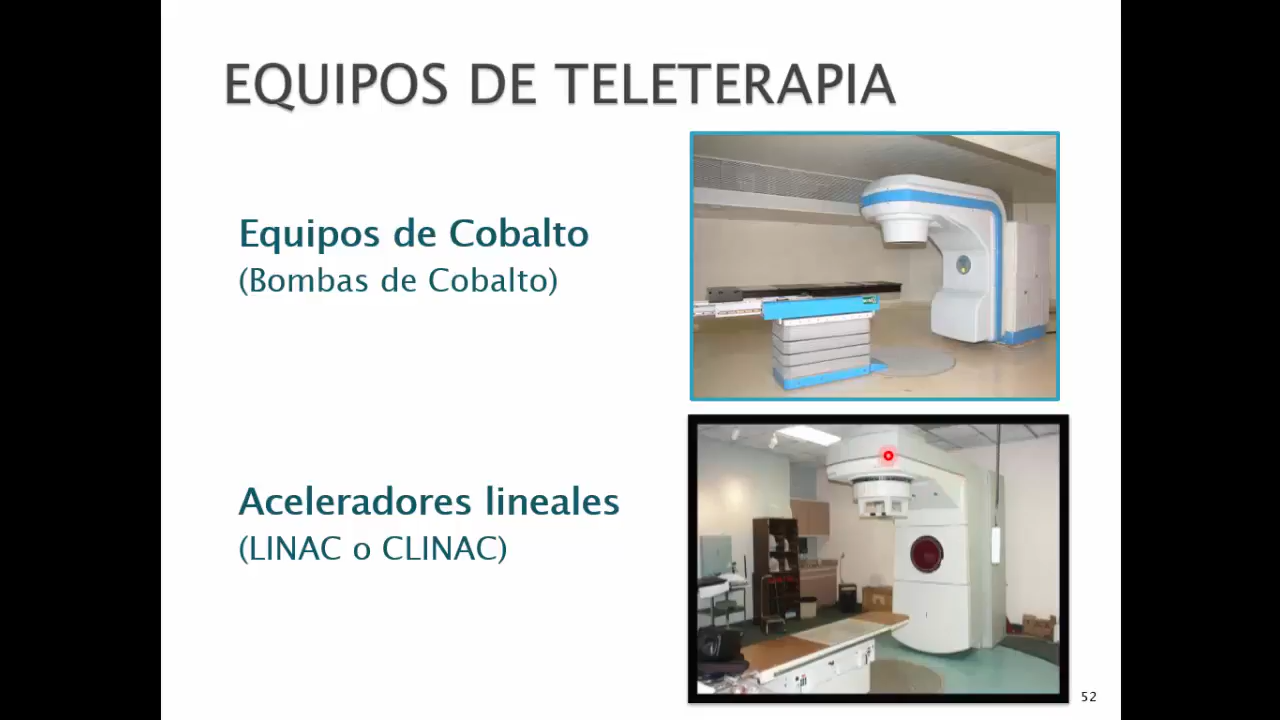 EQUIPOS DE TELETERAPIA
Equipos de Cobalto
(Bombas de Cobalto)
Aceleradores lineales
(LINAC o CLINAC)
52